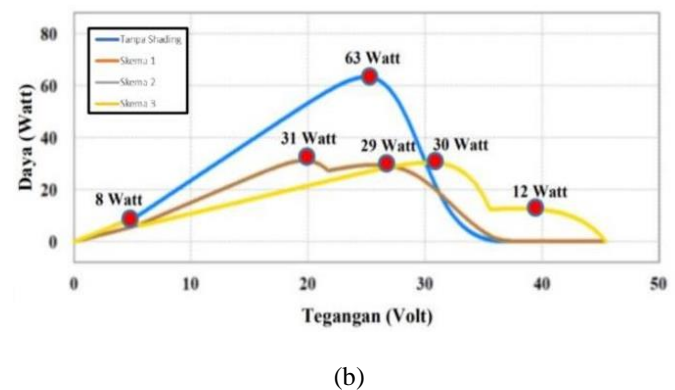 80
60
40
20
0
Daya (Watt)
Tanpa Shading
Skema 1
Skema 2
Skema 3
63 Watt
31 Watt
29 Watt
30 Watt
8 Watt
12 Watt
0 10 20 30 40 50
Tegangan (Volt)
(b)